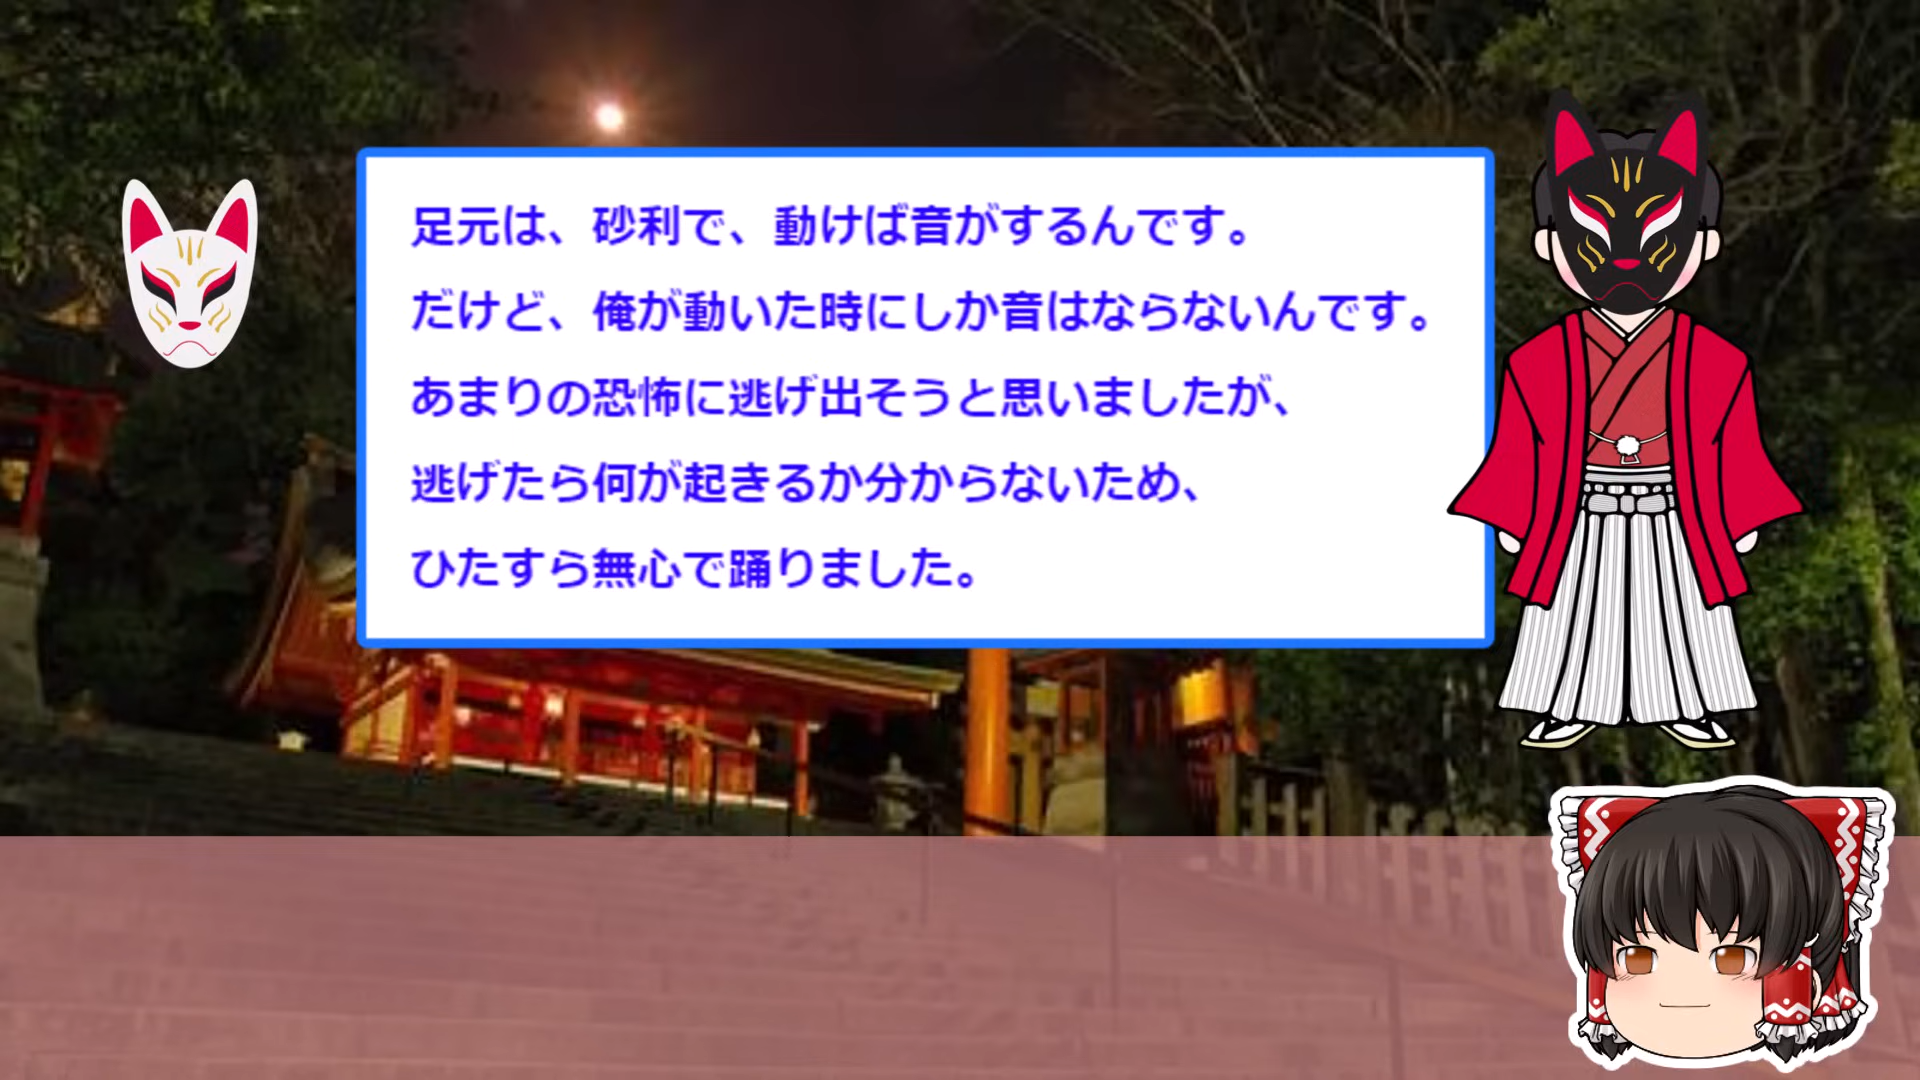 足元は、砂利で、動けば音がするんです。
だけど、俺が動いた時にしか音はならないんです。
あまりの恐怖に逃げ出そうと思いましたが、
逃げたら何が起きるか分からないため、
ひたすら無心で踊りました。